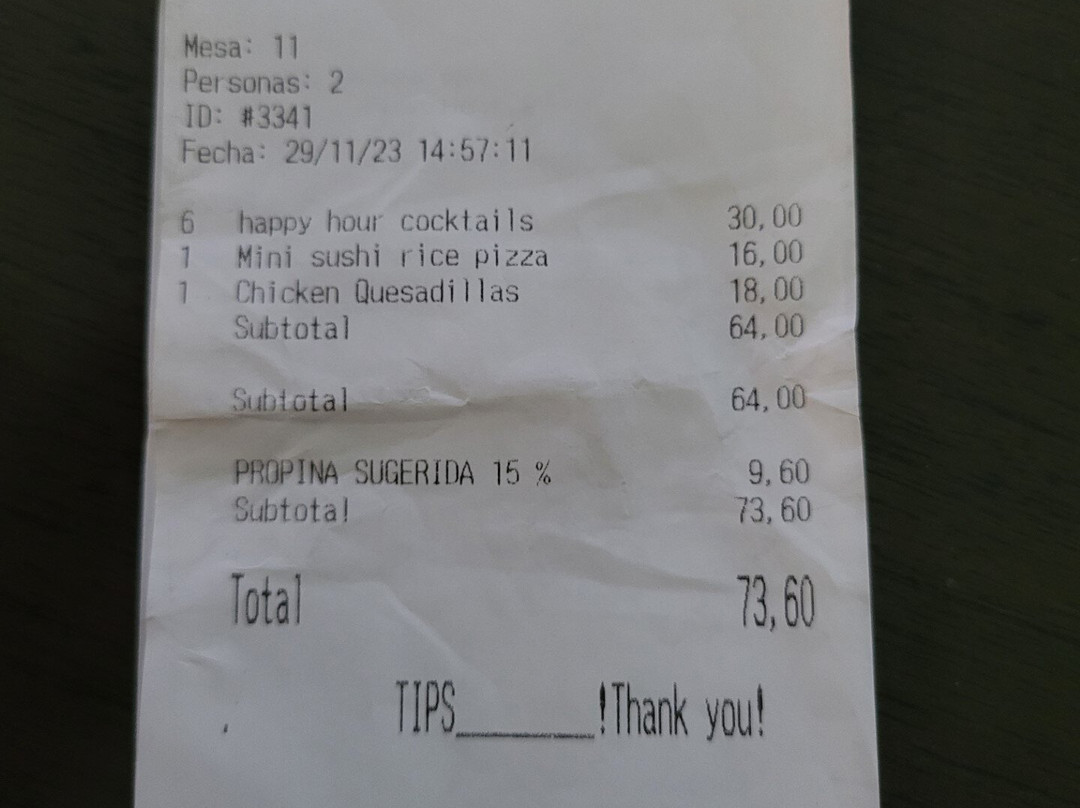 Mesa: 11
Personas: 2
ID: #3341
Fecha: 29/11/23 14:57:11
6 happy hour cocktails 30,00
1 Mini sushi rice pizza 16,00
1 Chicken Quesadillas 18,00
Subtotal 64,00
Subtotal 64,00
PROPINA SUGERIDA 15 % 9,60
Subtotal 73,60
Total 73,60
TIPS______!Thank you!